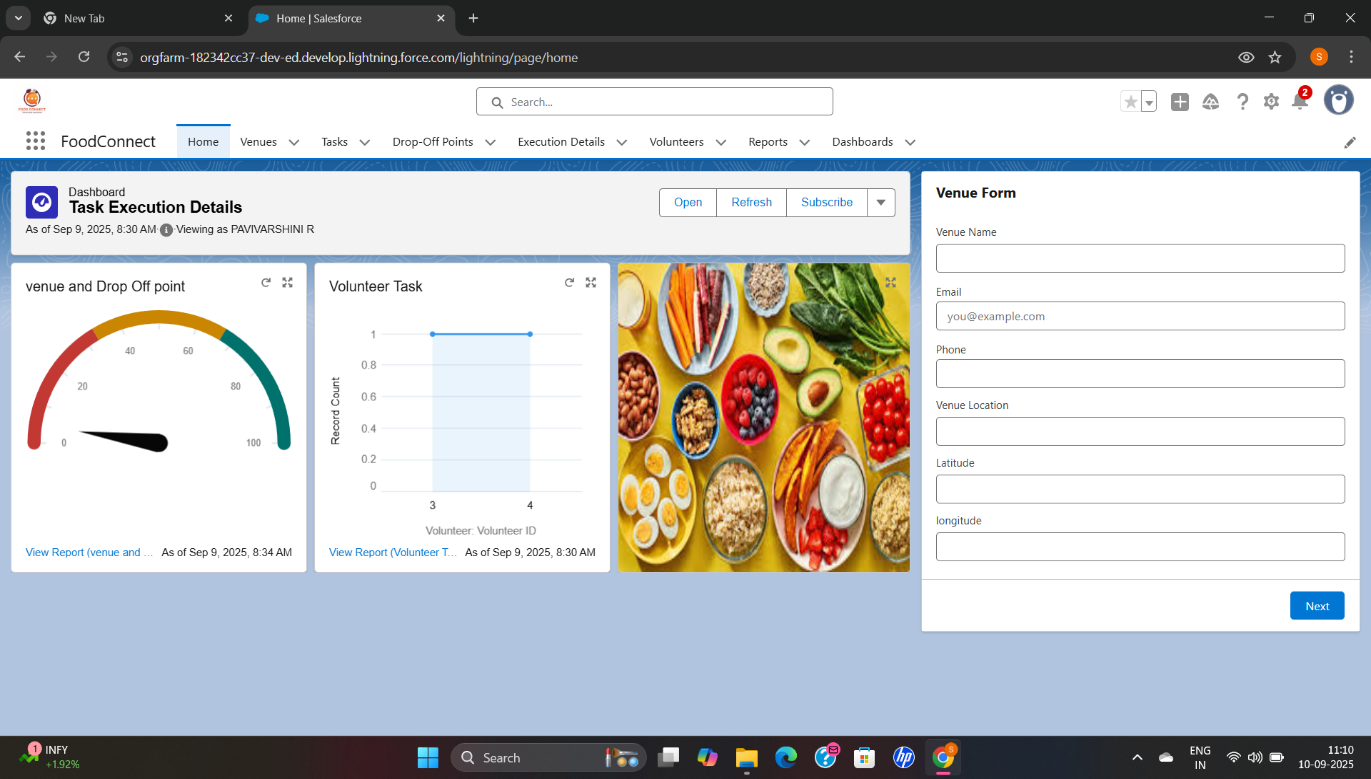 New Tab
Home | Salesforce
orgfarm-182342cc37-dev-ed.develop.lightning.force.com/lightning/page/home
S
Search...
2
FoodConnect
Home
Venues
Tasks
Drop-Off Points
Execution Details
Volunteers
Reports
Dashboards
Dashboard
Task Execution Details
As of Sep 9, 2025, 8:30 AM Viewing as PAVIVARSHINI R
Open
Refresh
Subscribe
venue and Drop Off point
0
20
40
60
80
100
View Report (venue and ...
As of Sep 9, 2025, 8:34 AM
Volunteer Task
Record Count
1
0.8
0.6
0.4
0.2
0
3
4
Volunteer: Volunteer ID
View Report (Volunteer T...
As of Sep 9, 2025, 8:30 AM
Venue Form
Venue Name
Email
you@example.com
Phone
Venue Location
Latitude
longitude
Next
1
INFY
+1.92%
Search
hp
S
ENG
IN
11:10
10-09-2025